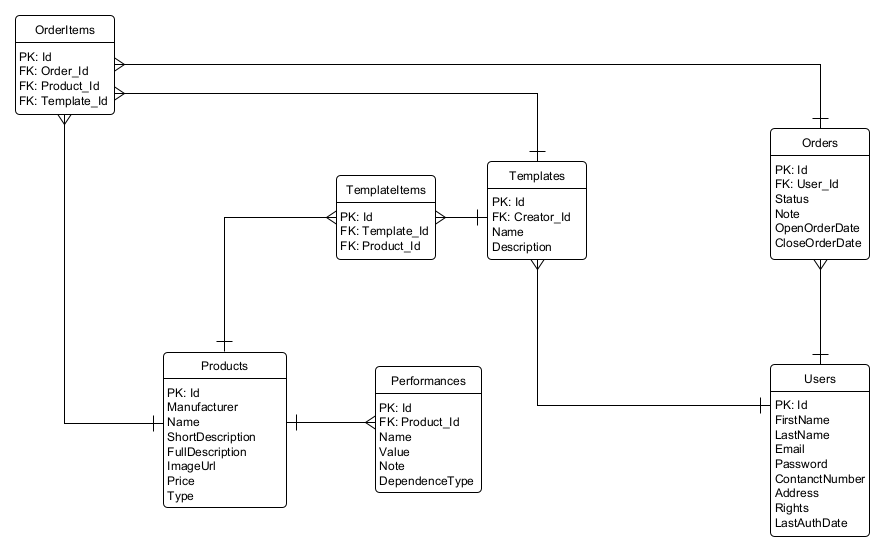 OrderItems
PK: Id
FK: Order_Id
FK: Product_Id
FK: Template_Id
Orders
PK: Id
FK: User_Id
Status
Note
OpenOrderDate
CloseOrderDate
Templates
PK: Id
FK: Creator_Id
Name
Description
TemplateItems
PK: Id
FK: Template_Id
FK: Product_Id
Products
PK: Id
Manufacturer
Name
ShortDescription
FullDescription
ImageUrl
Price
Type
Performances
PK: Id
FK: Product_Id
Name
Value
Note
DependenceType
Users
PK: Id
FirstName
LastName
Email
Password
ContanctNumber
Address
Rights
LastAuthDate